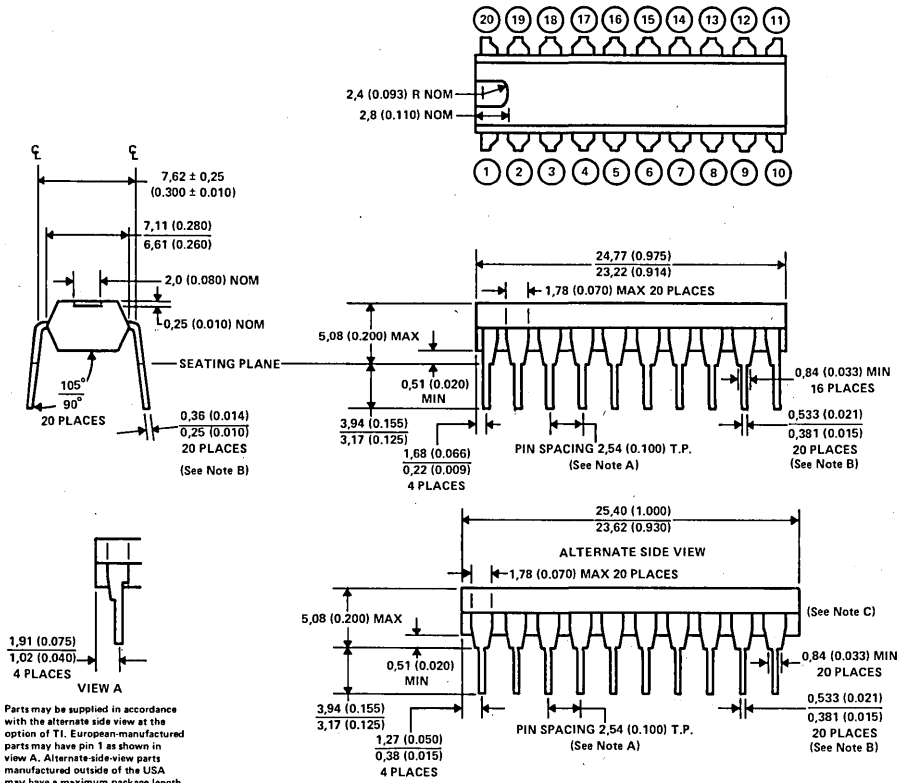 20 19 18 17 16 15 14 13 12 11
2,4 (0.093) R NOM
2,8 (0.110) NOM
1 2 3 4 5 6 7 8 9 10
℄ ℄
7,62 ± 0,25
(0.300 ± 0.010)
7,11 (0.280)
6,61 (0.260)
2,0 (0.080) NOM
0,25 (0.010) NOM
SEATING PLANE
105°
90°
20 PLACES
0,36 (0.014)
0,25 (0.010)
20 PLACES
(See Note B)
24,77 (0.975)
23,22 (0.914)
1,78 (0.070) MAX 20 PLACES
5,08 (0.200) MAX
0,51 (0.020)
MIN
3,94 (0.155)
3,17 (0.125)
1,68 (0.066)
0,22 (0.009)
4 PLACES
PIN SPACING 2,54 (0.100) T.P.
(See Note A)
0,84 (0.033) MIN
16 PLACES
0,533 (0.021)
0,381 (0.015)
20 PLACES
(See Note B)
25,40 (1.000)
23,62 (0.930)
ALTERNATE SIDE VIEW
1,78 (0.070) MAX 20 PLACES
5,08 (0.200) MAX
(See Note C)
0,51 (0.020)
MIN
0,84 (0.033) MIN
20 PLACES
3,94 (0.155)
3,17 (0.125)
1,27 (0.050)
0,38 (0.015)
4 PLACES
PIN SPACING 2,54 (0.100) T.P.
(See Note A)
0,533 (0.021)
0,381 (0.015)
20 PLACES
(See Note B)
1,91 (0.075)
1,02 (0.040)
4 PLACES
VIEW A
Parts may be supplied in accordance
with the alternate side view at the
option of TI. European-manufactured
parts may have pin 1 as shown in
view A. Alternate-side-view parts
manufactured outside of the USA
may have a maximum package length